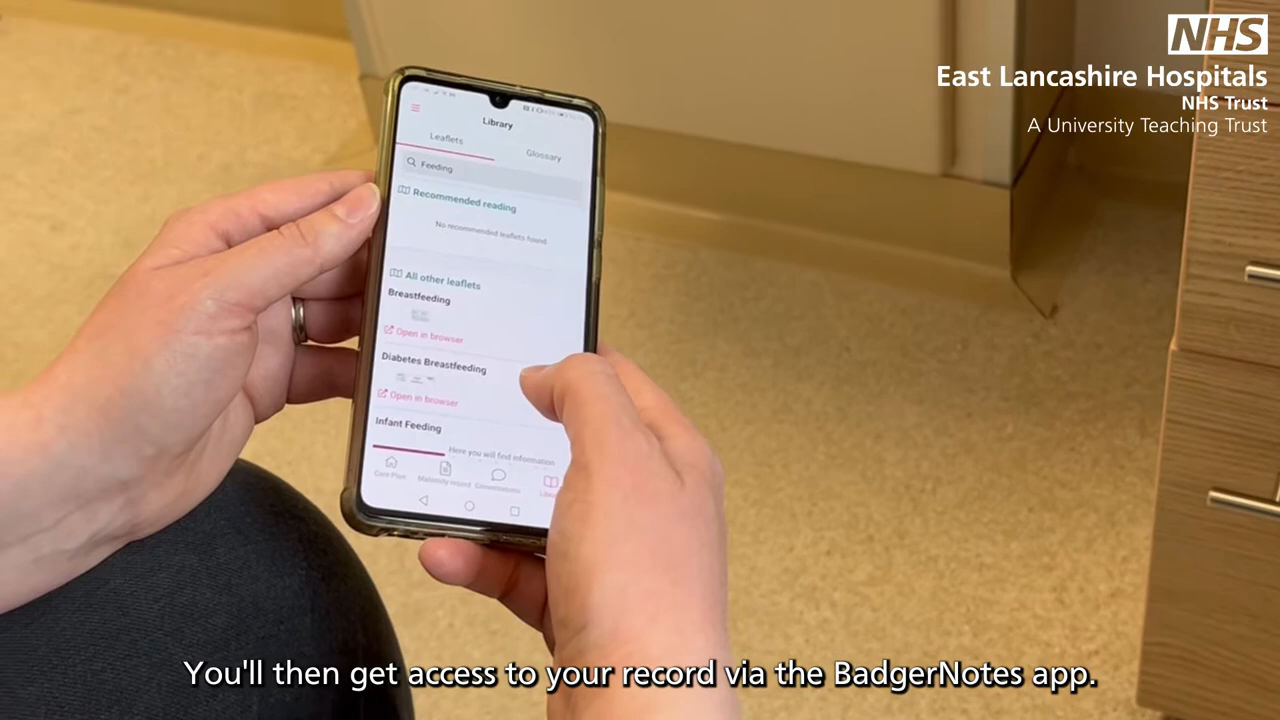 NHS
East Lancashire Hospitals
NHS Trust
A University Teaching Trust
Library
Leaflets
Glossary
Feeding
Recommended reading
No recommended leaflets found.
All other leaflets
Breastfeeding
Open in browser
Diabetes Breastfeeding
Open in browser
Infant Feeding
Here you will find information
Care Plan
Maternity record
Conversations
You'll then get access to your record via the BadgerNotes app.